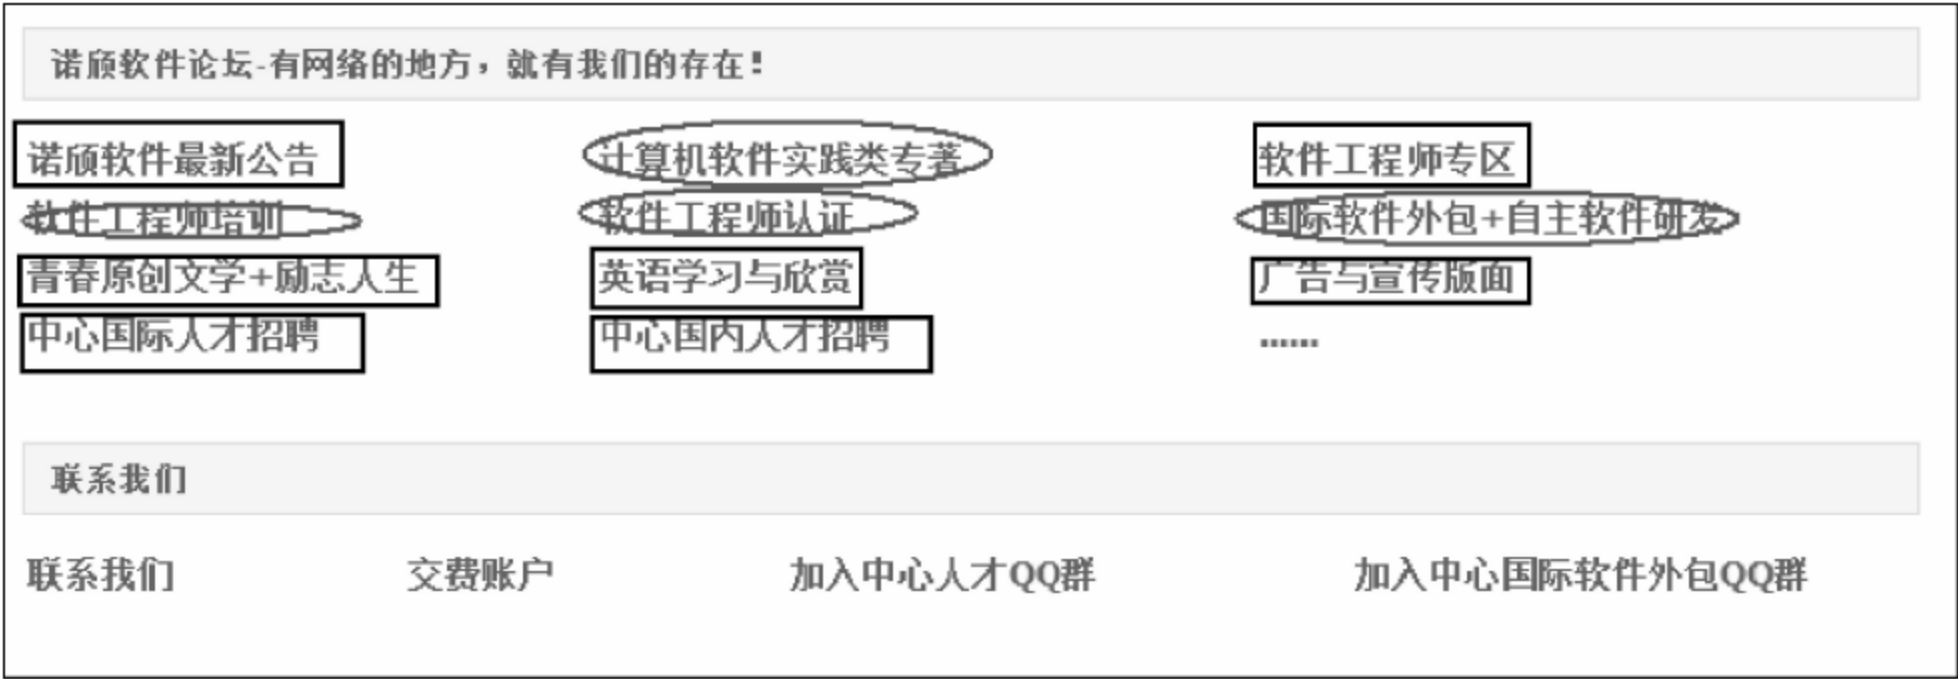 诺颀软件论坛-有网络的地方，就有我们的存在！
诺颀软件最新公告 计算机软件实践类专著 软件工程师专区
软件工程师培训 软件工程师认证 国际软件外包+自主软件研发
青春原创文学+励志人生 英语学习与欣赏 广告与宣传版面
中心国际人才招聘 中心国内人才招聘 ......
联系我们
联系我们 交费账户 加入中心人才QQ群 加入中心国际软件外包QQ群